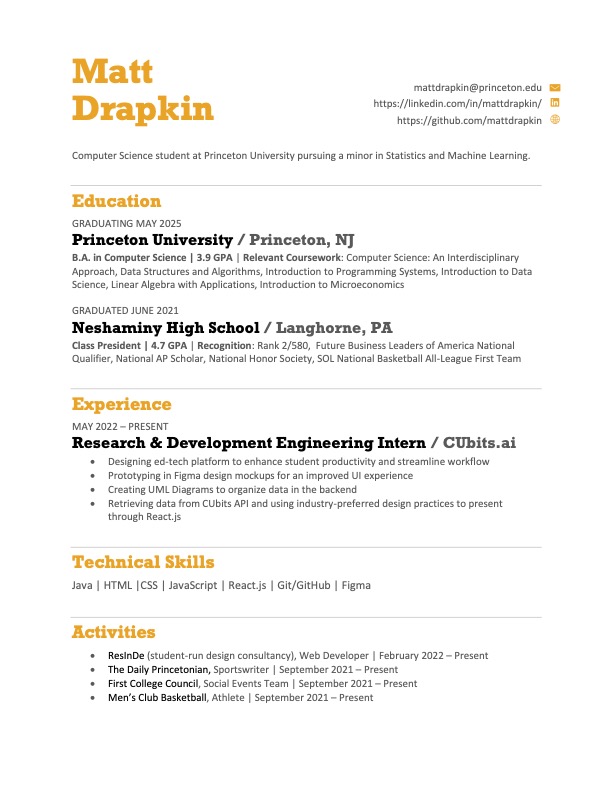 Matt
Drapkin
mattdrapkin@princeton.edu
https://linkedin.com/in/mattdrapkin/
https://github.com/mattdrapkin
Computer Science student at Princeton University pursuing a minor in Statistics and Machine Learning.
Education
GRADUATING MAY 2025
Princeton University / Princeton, NJ
B.A. in Computer Science | 3.9 GPA | Relevant Coursework: Computer Science: An Interdisciplinary
Approach, Data Structures and Algorithms, Introduction to Programming Systems, Introduction to Data
Science, Linear Algebra with Applications, Introduction to Microeconomics
GRADUATED JUNE 2021
Neshaminy High School / Langhorne, PA
Class President | 4.7 GPA | Recognition: Rank 2/580,  Future Business Leaders of America National
Qualifier, National AP Scholar, National Honor Society, SOL National Basketball All-League First Team
Experience
MAY 2022 – PRESENT
Research & Development Engineering Intern / CUbits.ai
• Designing ed-tech platform to enhance student productivity and streamline workflow
• Prototyping in Figma design mockups for an improved UI experience
• Creating UML Diagrams to organize data in the backend
• Retrieving data from CUbits API and using industry-preferred design practices to present
through React.js
Technical Skills
Java | HTML |CSS | JavaScript | React.js | Git/GitHub | Figma
Activities
• ResInDe (student-run design consultancy), Web Developer | February 2022 – Present
• The Daily Princetonian, Sportswriter | September 2021 – Present
• First College Council, Social Events Team | September 2021 – Present
• Men’s Club Basketball, Athlete | September 2021 – Present